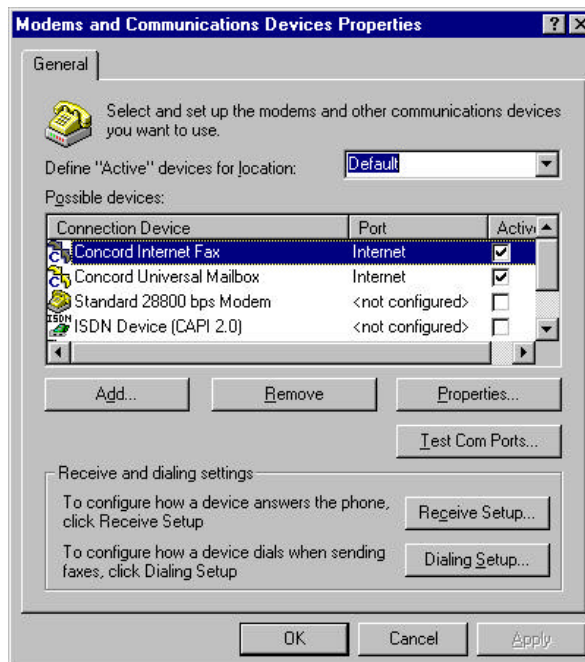 Modems and Communications Devices Properties
General
Select and set up the modems and other communications devices
you want to use.
Define "Active" devices for location:
Default
Possible devices:
Connection Device Port Activ
Concord Internet Fax Internet
Concord Universal Mailbox Internet
Standard 28800 bps Modem <not configured>
ISDN Device (CAPI 2.0) <not configured>
Add... Remove Properties...
Test Com Ports...
Receive and dialing settings
To configure how a device answers the phone,
click Receive Setup
Receive Setup...
To configure how a device dials when sending
faxes, click Dialing Setup
Dialing Setup...
OK Cancel Apply